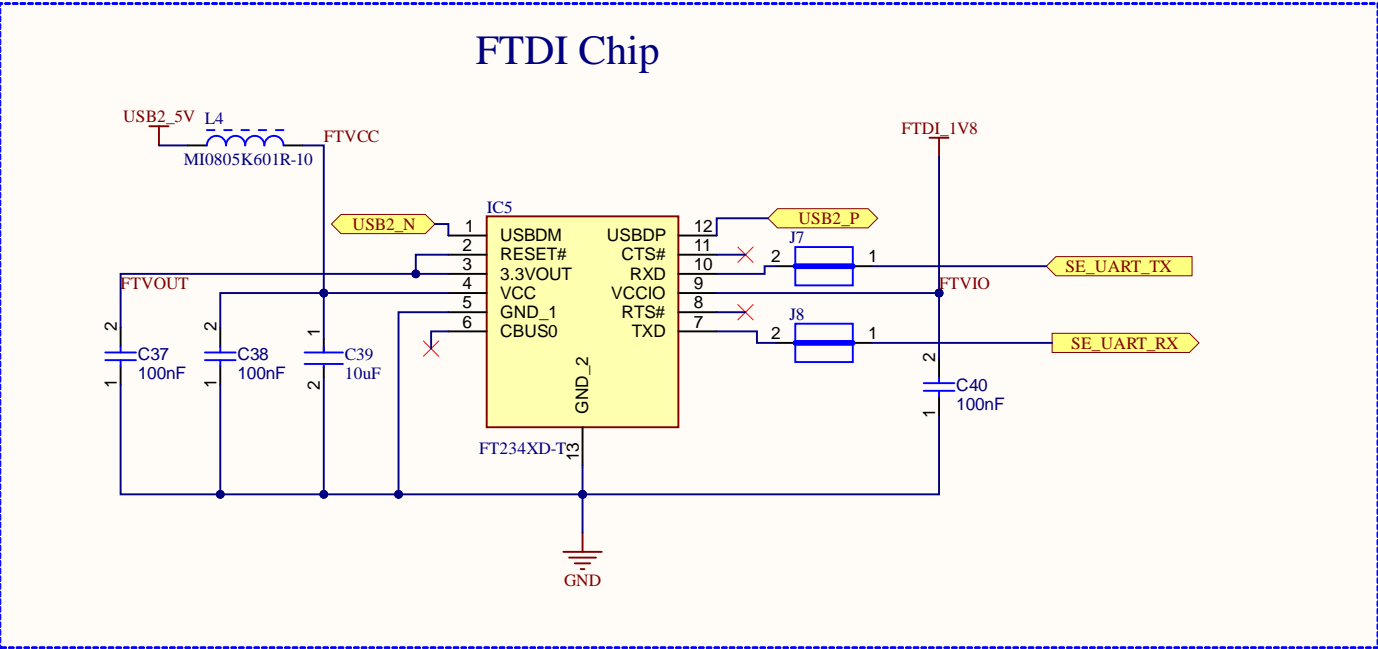 FTDI Chip
USB2_5V
L4
FTVCC
MI0805K601R-10
FTDI_1V8
IC5
USB2_N
1
USBDM
USBDP
12
USB2_P
2
RESET#
CTS#
11
J7
3
3.3VOUT
RXD
10
2
1
SE_UART_TX
FTVOUT
4
VCC
VCCIO
9
FTVIO
5
GND_1
RTS#
8
J8
6
CBUS0
TXD
7
2
1
SE_UART_RX
2
C37
100nF
1
2
C38
100nF
1
1
C39
10uF
2
GND_2
2
C40
100nF
1
FT234XD-T
13
GND